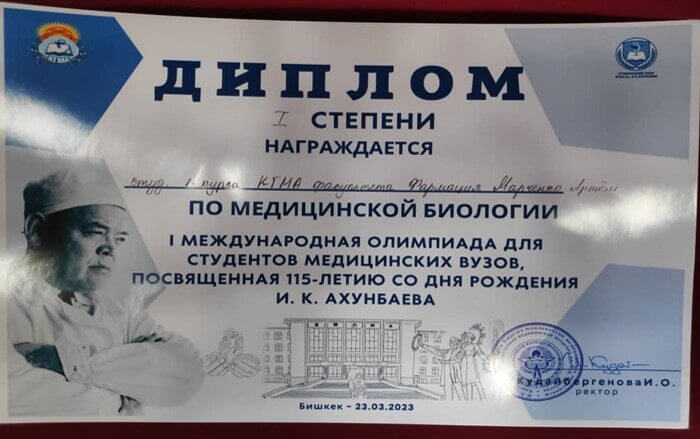 КГМА
ДИПЛОМ
I СТЕПЕНИ
НАГРАЖДАЕТСЯ
студ 1 курса КГМА факультета Фармация Марченко Артём
ПО МЕДИЦИНСКОЙ БИОЛОГИИ
I МЕЖДУНАРОДНАЯ ОЛИМПИАДА ДЛЯ
СТУДЕНТОВ МЕДИЦИНСКИХ ВУЗОВ,
ПОСВЯЩЕННАЯ 115-ЛЕТИЮ СО ДНЯ РОЖДЕНИЯ
И. К. АХУНБАЕВА
КудайбергеноваИ.О.
ректор
Бишкек - 23.03.2023